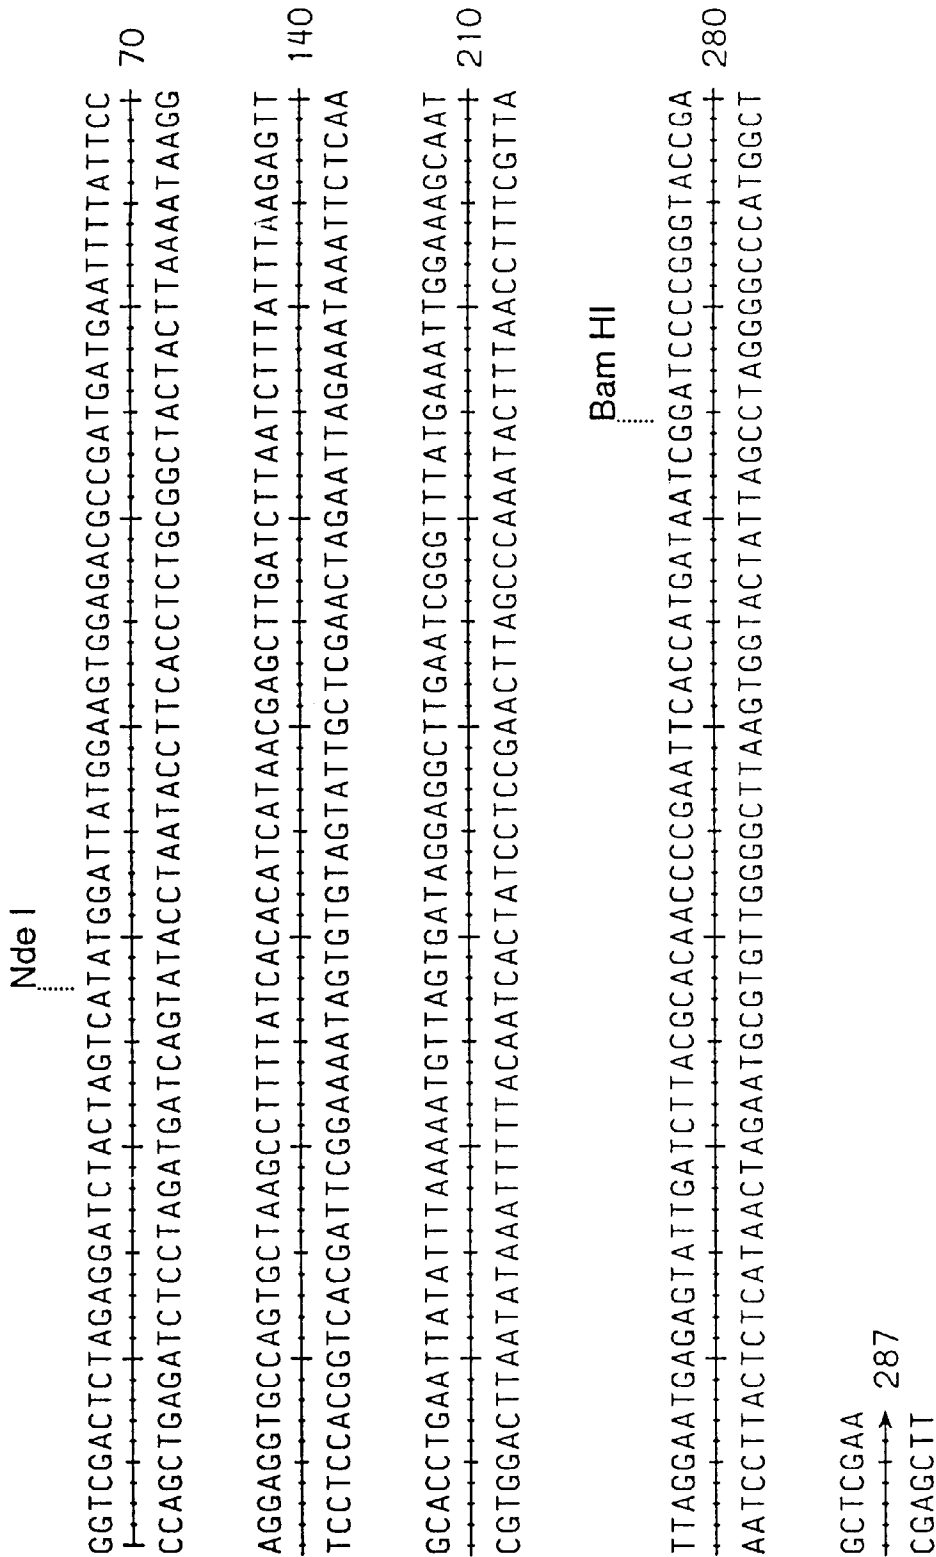 Nde I
GGTCGACTCTAGAGGATCTACTAGTCATATGGATTATGGAAGTGGAGACGCCGATGATGAATTTTATTCC
70
CCAGCTGAGATCTCCTAGATGATCAGTATACCTAATACCTTCACCTCTGCGGCTACTACTTAAAATAAGG
AGGAGGTGCCAGTGCTAAGCCTTTTATCACACATCATAACGAGCTTGATCTTAATCTTTATTTAAGAGTT
140
TCCTCCACGGTCACGATTCGGAAAATAGTGTGTAGTATTGCTCGAACTAGAATTAGAAATAAATTCTCAA
GCACCTGAATTATATTTAAAAATGTTAGTGATAGGAGGCTTGAATCGGGTTTATGAAATTGGAAAGCAAT
210
CGTGGACTTAATATAAATTTTTACAATCACTATCCTCCGAACTTAGCCCAAATACTTTAACCTTTCGTTA
Bam HI
TTAGGAATGAGAGTATTGATCTTACGCACAACCCCGAATTCACCATGATAATCGGATCCCCGGGTACCGA
280
AATCCTTACTCTCATAACTAGAATGCGTGTTGGGGCTTAAGTGGTACTATTAGCCTAGGGGCCCATGGCT
GCTCGAA
287
CGAGCTT